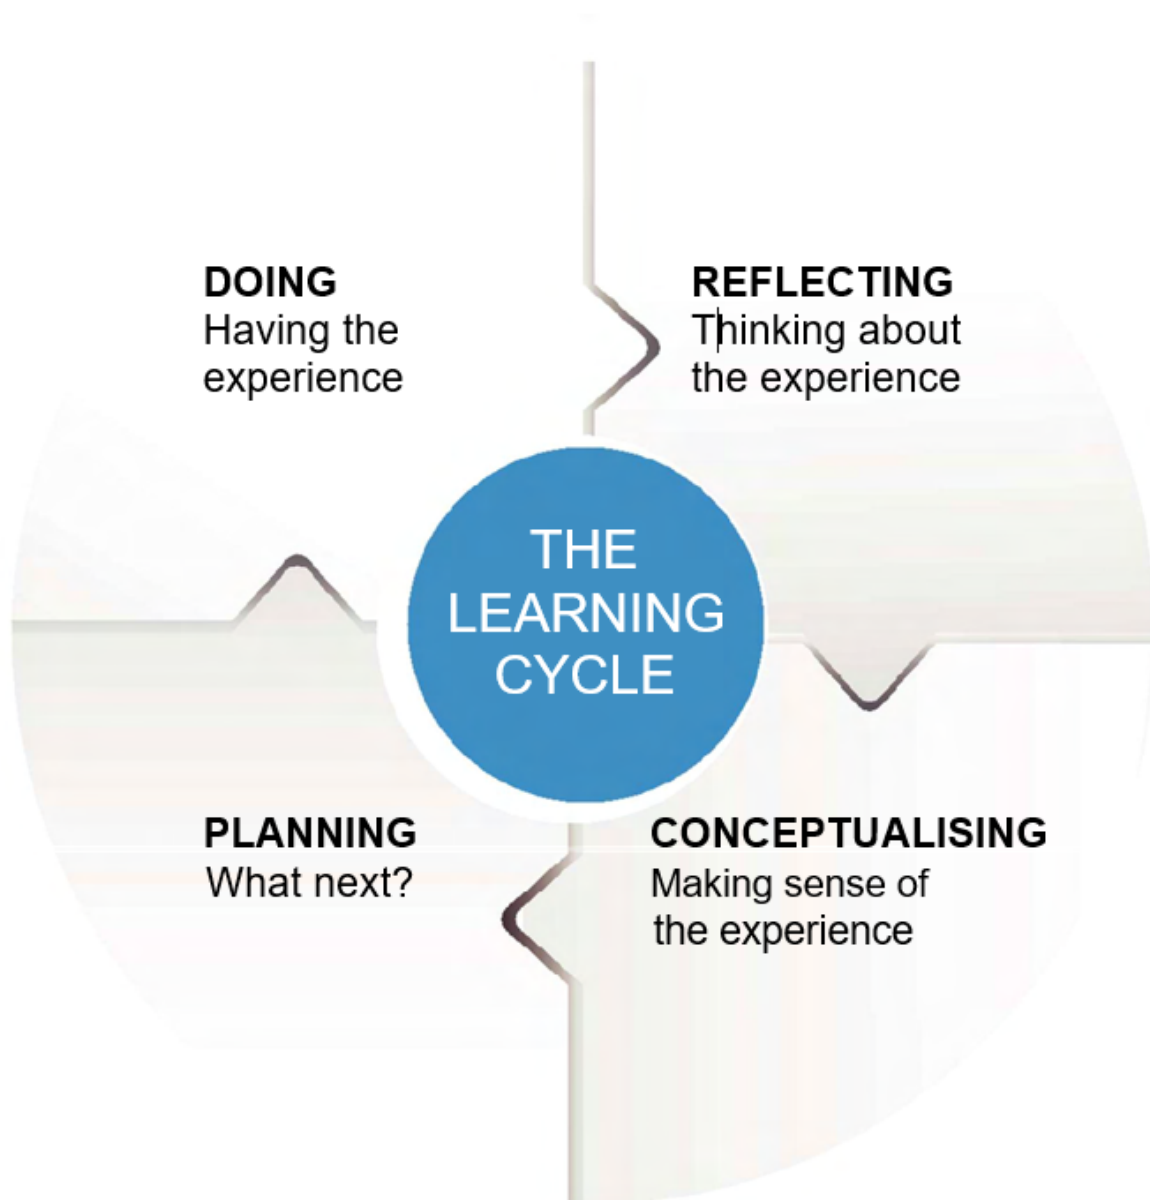 DOING
Having the
experience
REFLECTING
Thinking about
the experience
THE
LEARNING
CYCLE
PLANNING
What next?
CONCEPTUALISING
Making sense of
the experience